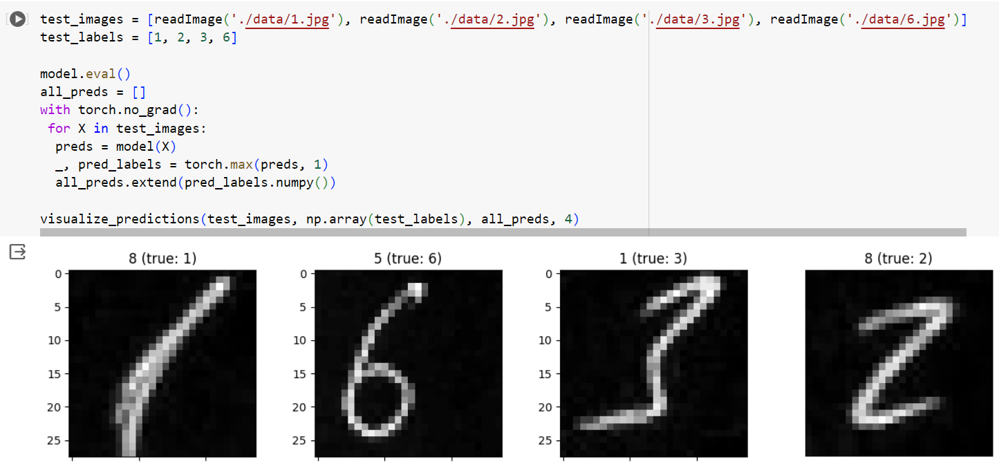 test_images = [readImage('./data/1.jpg'), readImage('./data/2.jpg'), readImage('./data/3.jpg'), readImage('./data/6.jpg')]
test_labels = [1, 2, 3, 6]
model.eval()
all_preds = []
with torch.no_grad():
 for X in test_images:
  preds = model(X)
  _, pred_labels = torch.max(preds, 1)
  all_preds.extend(pred_labels.numpy())
visualize_predictions(test_images, np.array(test_labels), all_preds, 4)
8 (true: 1) 5 (true: 6) 1 (true: 3) 8 (true: 2)
0 0 0
5 5 5
10 10 10
15 15 15
20 20 20
25 25 25
1 6 3 2